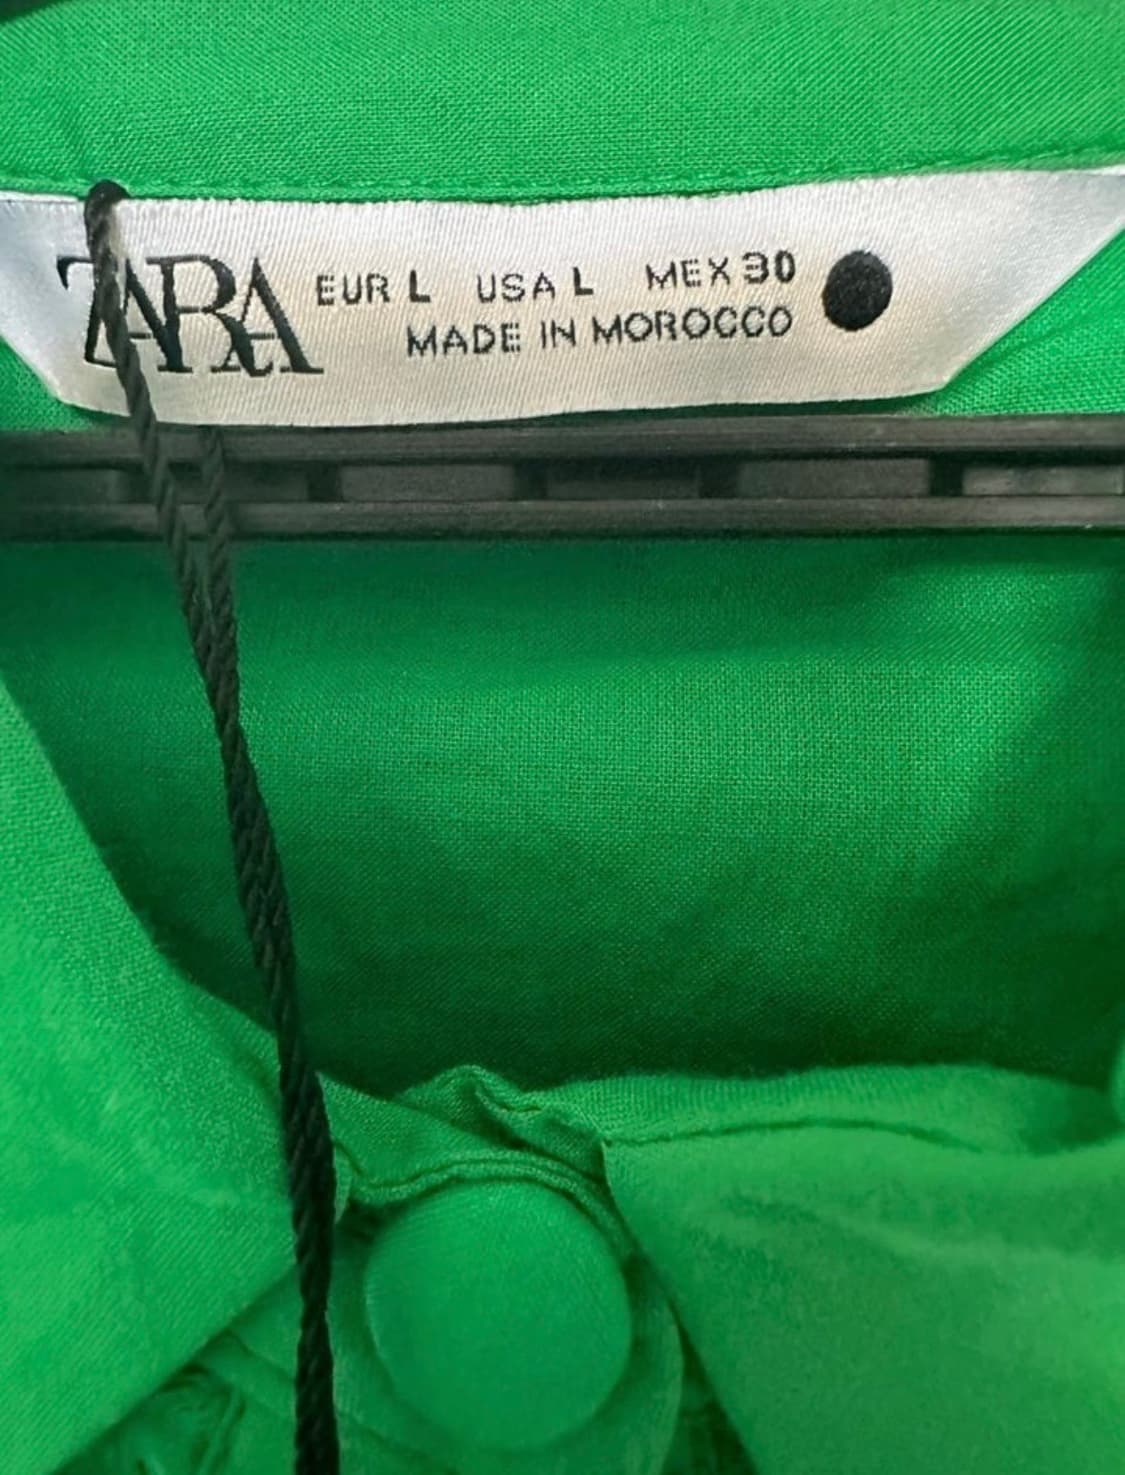 ZARA
EUR L USA L MEX 30
MADE IN MOROCCO